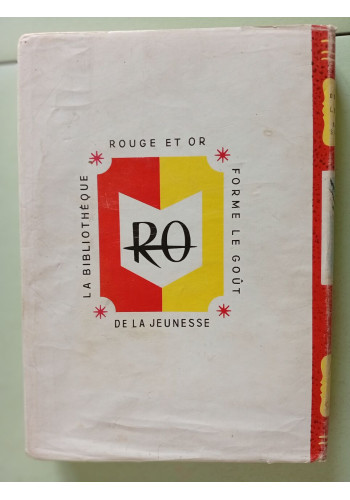 LA BIBLIOTHÈQUE
ROUGE ET OR
FORME LE GOÛT
DE LA JEUNESSE
RO